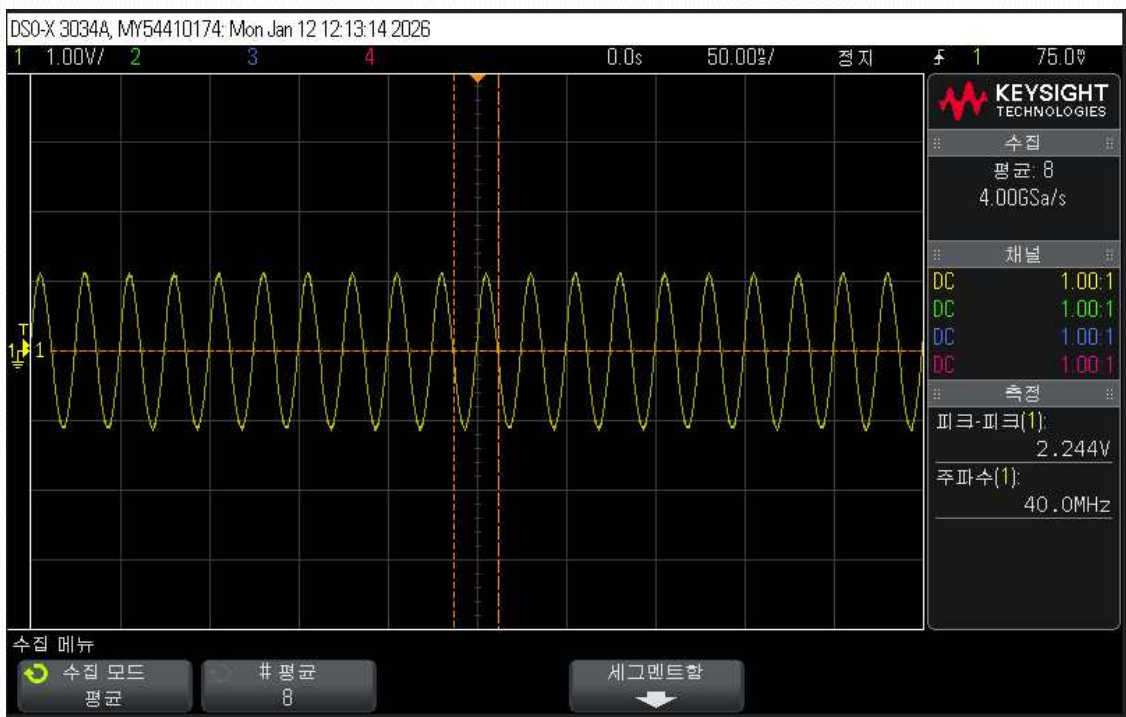 DSO-X 3034A, MY54410174: Mon Jan 12 12:13:14 2026
1 1.00V/ 2 3 4 0.0s 50.00ns/ 정지 1 75.0mV
KEYSIGHT
TECHNOLOGIES
수집
평균: 8
4.00GSa/s
채널
DC 1.00:1
DC 1.00:1
DC 1.00:1
DC 1.00:1
측정
피크-피크(1):
2.244V
주파수(1):
40.0MHz
T
1 1
수집 메뉴
수집 모드
평균
# 평균
8
세그멘트함